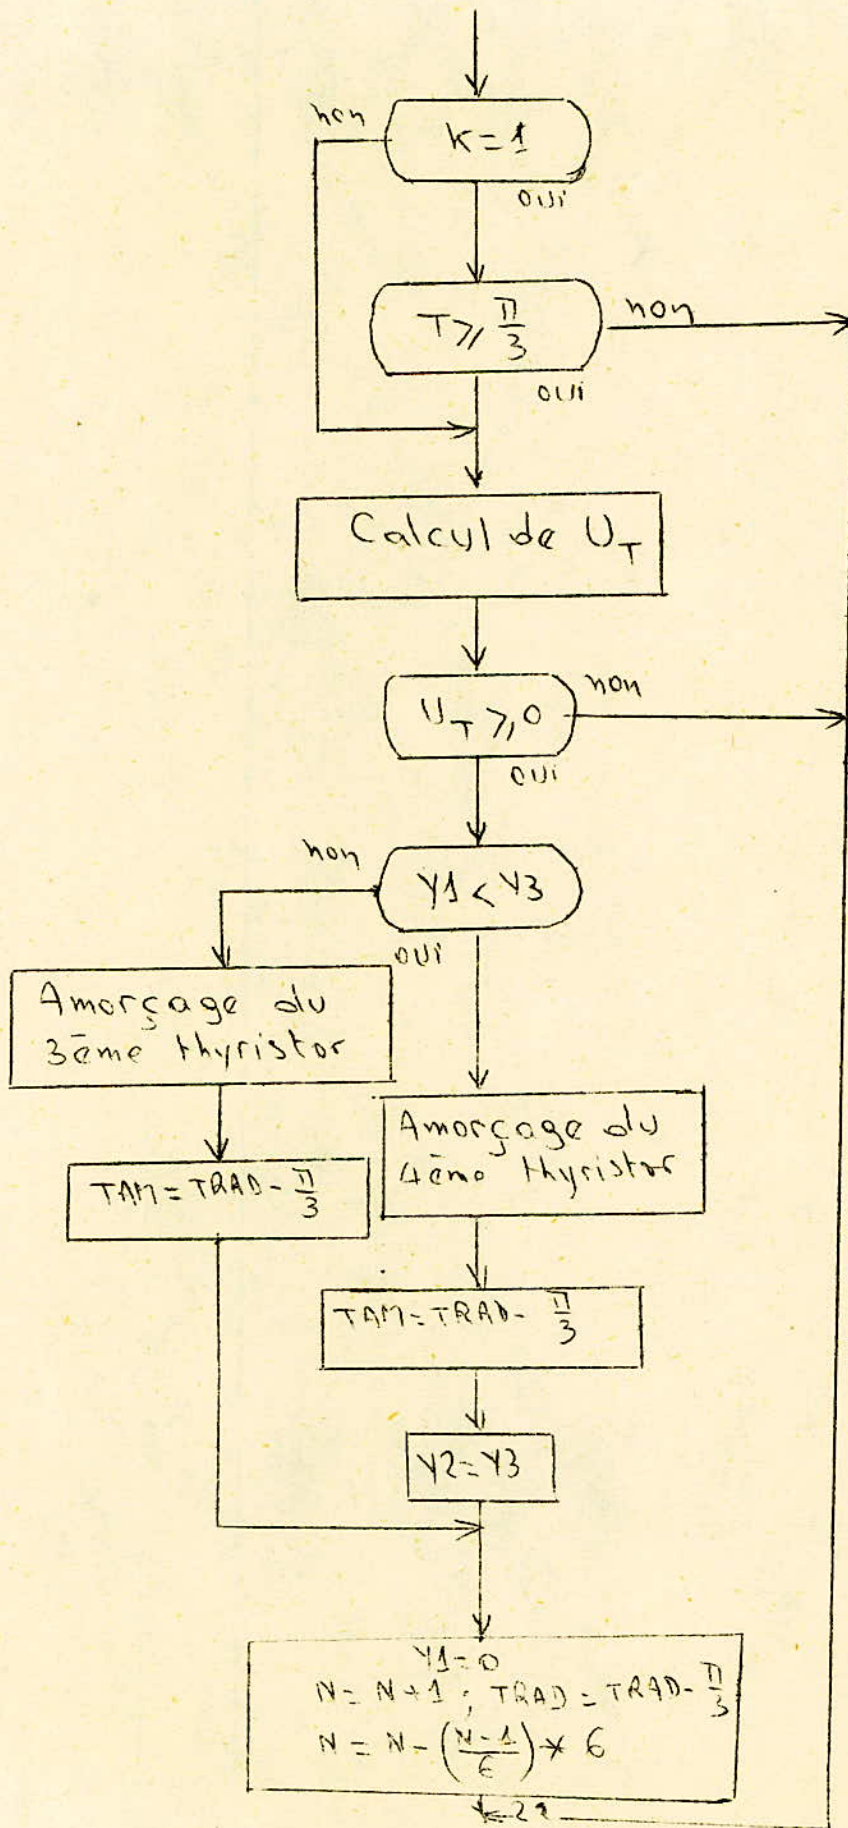 non
K=1
oui
T ⩾ π/3
non
oui
Calcul de U_T
U_T ⩾ 0
non
oui
non
Y1 < Y3
oui
Amorçage du
3ème thyristor
Amorçage du
4ème thyristor
TAM = TRAD - π/3
TAM = TRAD - π/3
Y2 = Y3
Y1 = 0
N = N + 1 ; TRAD = TRAD - π/3
N = N - ((N-1)/6) * 6